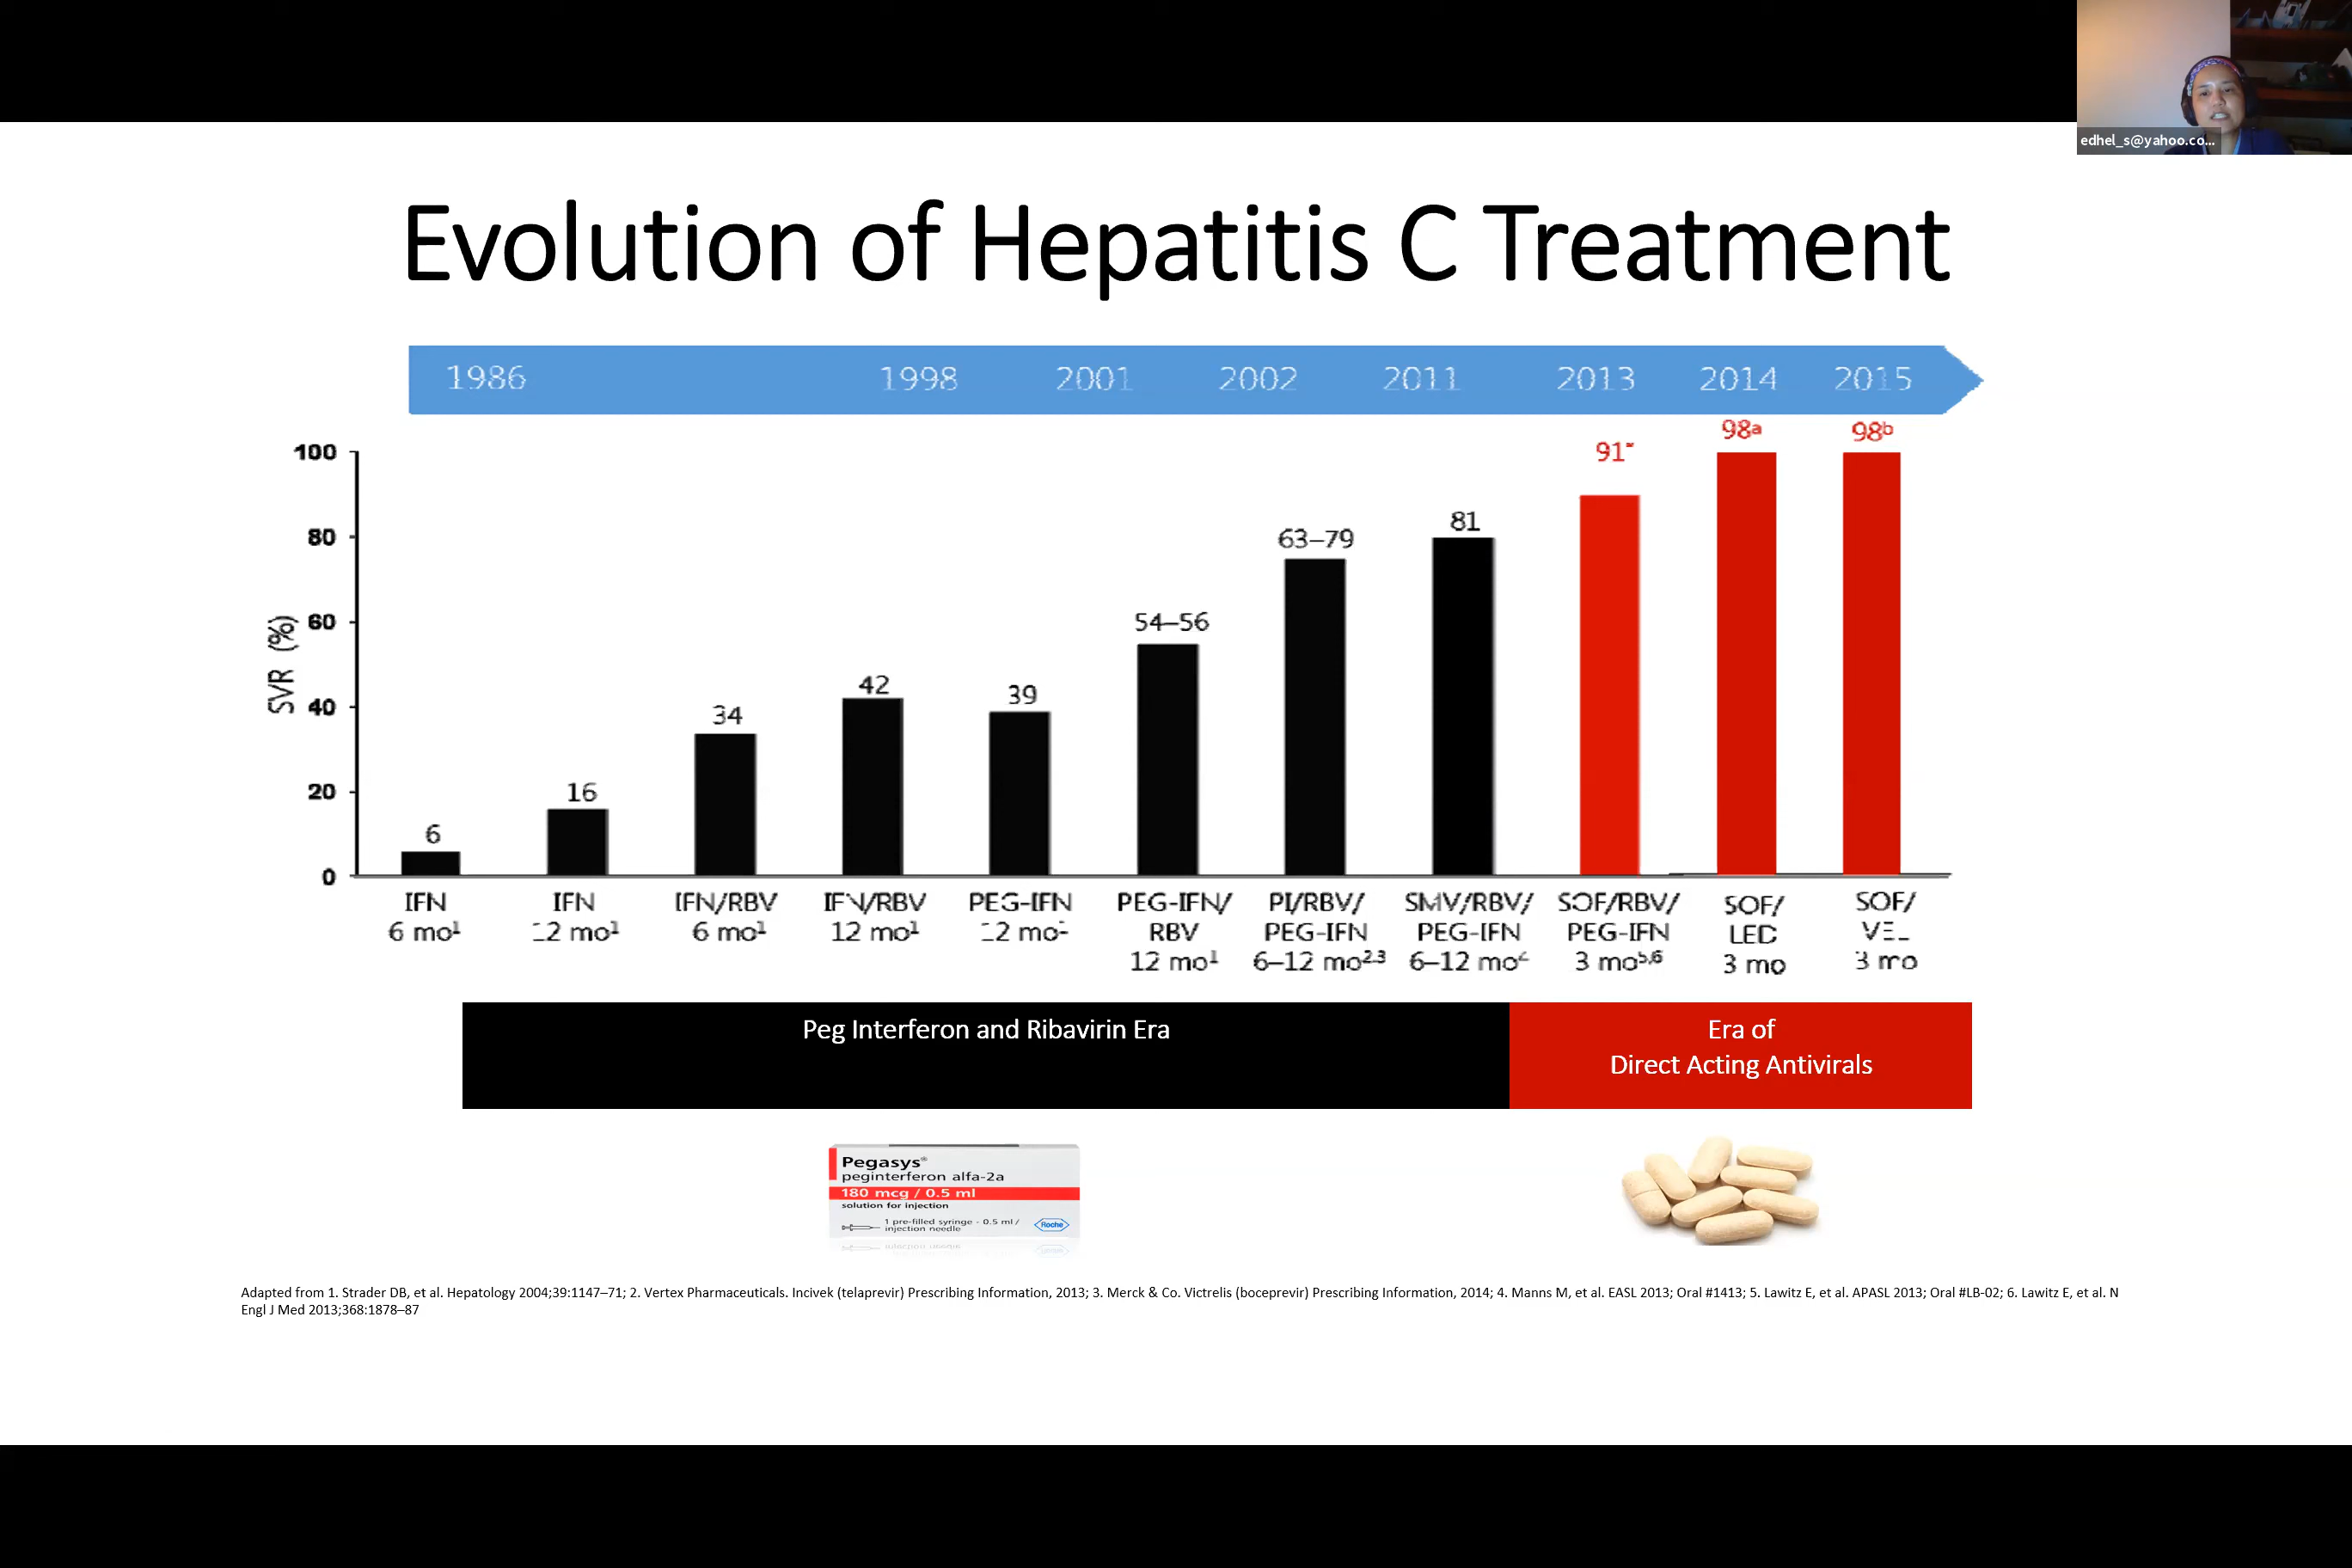 edhel_s@yahoo.co...
Evolution of Hepatitis C Treatment
1986 1998 2001 2002 2011 2013 2014 2015
100
80
60
40
20
0
SVR (%)
6
16
34
42
39
54–56
63–79
81
91*
98ᵃ
98ᵇ
IFN
6 mo¹
IFN
12 mo¹
IFN/RBV
6 mo¹
IFN/RBV
12 mo¹
PEG-IFN
12 mo¹
PEG-IFN/
RBV
12 mo¹
PI/RBV/
PEG-IFN
6–12 mo²,³
SMV/RBV/
PEG-IFN
6–12 mo⁴
SOF/RBV/
PEG-IFN
3 mo⁵,⁶
SOF/
LED
3 mo
SOF/
VEL
3 mo
Peg Interferon and Ribavirin Era
Era of
Direct Acting Antivirals
Pegasys®
peginterferon alfa-2a
180 mcg / 0.5 ml
solution for injection
1 pre-filled syringe - 0.5 ml /
injection needle
Roche
Adapted from 1. Strader DB, et al. Hepatology 2004;39:1147–71; 2. Vertex Pharmaceuticals. Incivek (telaprevir) Prescribing Information, 2013; 3. Merck & Co. Victrelis (boceprevir) Prescribing Information, 2014; 4. Manns M, et al. EASL 2013; Oral #1413; 5. Lawitz E, et al. APASL 2013; Oral #LB-02; 6. Lawitz E, et al. N
Engl J Med 2013;368:1878–87